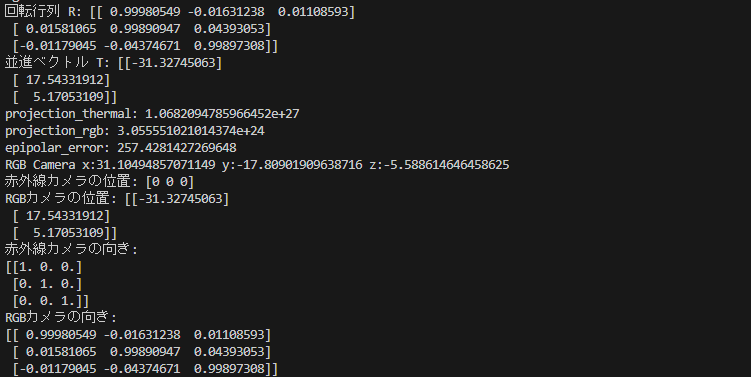 回転行列 R: [[ 0.99980549 -0.01631238  0.01108593]
 [ 0.01581065  0.99890947  0.04393053]
 [-0.01179045 -0.04374671  0.99897308]]
並進ベクトル T: [[-31.32745063]
 [ 17.54331912]
 [  5.17053109]]
projection_thermal: 1.0682094785966452e+27
projection_rgb: 3.055551021014374e+24
epipolar_error: 257.4281427269648
RGB Camera x:31.10494857071149 y:-17.80901909638716 z:-5.588614646458625
赤外線カメラの位置: [0 0 0]
RGBカメラの位置: [[-31.32745063]
 [ 17.54331912]
 [  5.17053109]]
赤外線カメラの向き:
[[1. 0. 0.]
 [0. 1. 0.]
 [0. 0. 1.]]
RGBカメラの向き:
[[ 0.99980549 -0.01631238  0.01108593]
 [ 0.01581065  0.99890947  0.04393053]
 [-0.01179045 -0.04374671  0.99897308]]